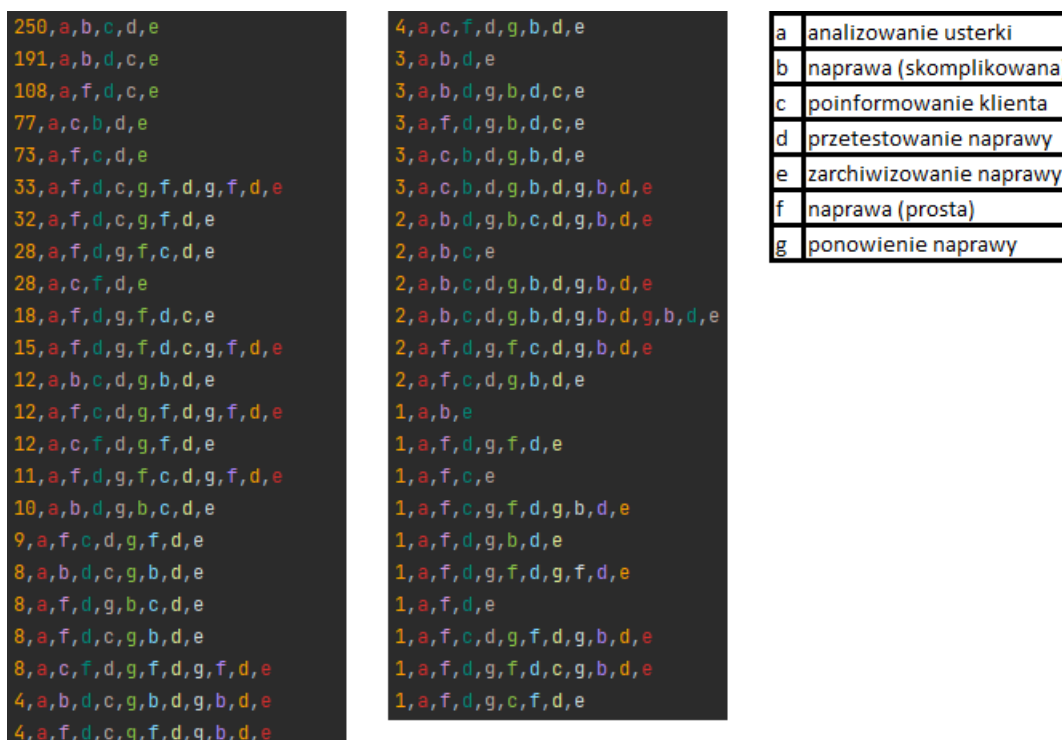 250,a,b,c,d,e
191,a,b,d,c,e
108,a,f,d,c,e
77,a,c,b,d,e
73,a,f,c,d,e
33,a,f,d,c,g,f,d,g,f,d,e
32,a,f,d,c,g,f,d,e
28,a,f,d,g,f,c,d,e
28,a,c,f,d,e
18,a,f,d,g,f,d,c,e
15,a,f,d,g,f,d,c,g,f,d,e
12,a,b,c,d,g,b,d,e
12,a,f,c,d,g,f,d,g,f,d,e
12,a,c,f,d,g,f,d,e
11,a,f,d,g,f,c,d,g,f,d,e
10,a,b,d,g,b,c,d,e
9,a,f,c,d,g,f,d,e
8,a,b,d,c,g,b,d,e
8,a,f,d,g,b,c,d,e
8,a,f,d,c,g,b,d,e
8,a,c,f,d,g,f,d,g,f,d,e
4,a,b,d,c,g,b,d,g,b,d,e
4,a,f,d,c,g,f,d,g,b,d,e
4,a,c,f,d,g,b,d,e
3,a,b,d,e
3,a,b,d,g,b,d,c,e
3,a,f,d,g,b,d,c,e
3,a,c,b,d,g,b,d,e
3,a,c,b,d,g,b,d,g,b,d,e
2,a,b,d,g,b,c,d,g,b,d,e
2,a,b,c,e
2,a,b,c,d,g,b,d,g,b,d,e
2,a,b,c,d,g,b,d,g,b,d,g,b,d,e
2,a,f,d,g,f,c,d,g,b,d,e
2,a,f,c,d,g,b,d,e
1,a,b,e
1,a,f,d,g,f,d,e
1,a,f,c,e
1,a,f,c,g,f,d,g,b,d,e
1,a,f,d,g,b,d,e
1,a,f,d,g,f,d,g,f,d,e
1,a,f,d,e
1,a,f,c,d,g,f,d,g,b,d,e
1,a,f,d,g,f,d,c,g,b,d,e
1,a,f,d,g,c,f,d,e
a analizowanie usterki
b naprawa (skomplikowana
c poinformowanie klienta
d przetestowanie naprawy
e zarchiwizowanie naprawy
f naprawa (prosta)
g ponowienie naprawy